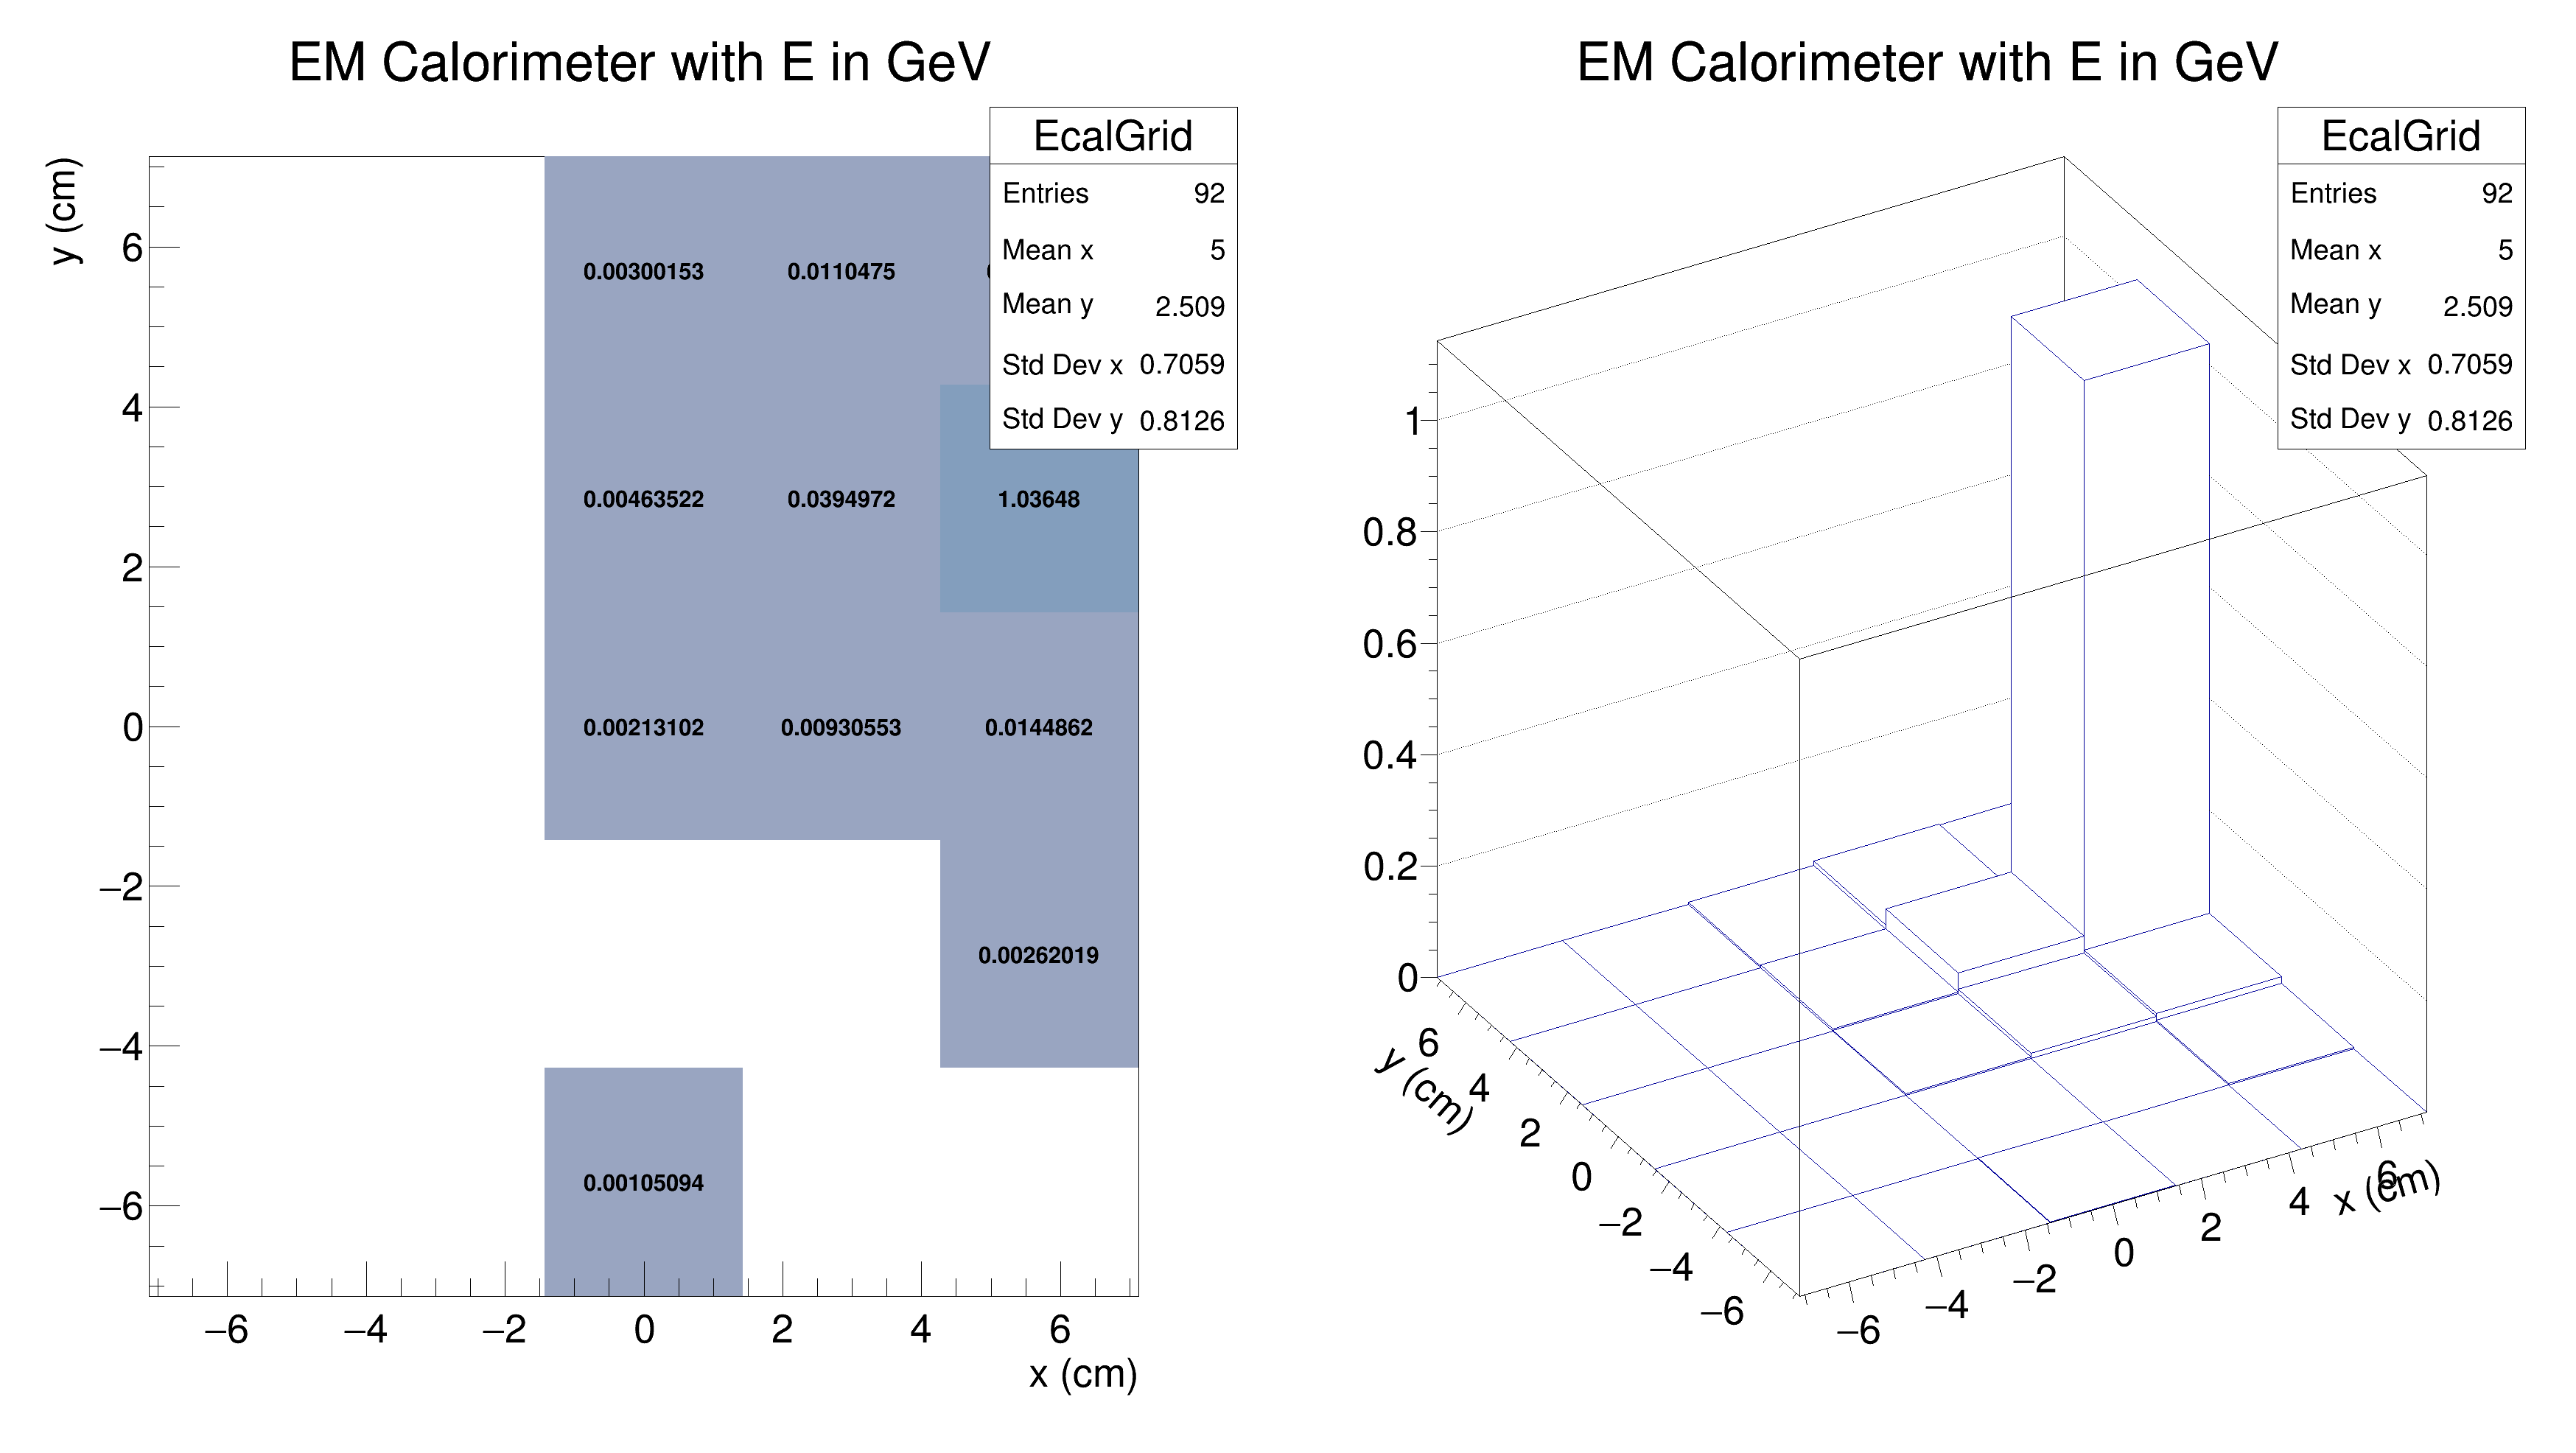 EM Calorimeter with E in GeV
EcalGrid
Entries 92
Mean x 5
Mean y 2.509
Std Dev x 0.7059
Std Dev y 0.8126
y (cm)
6
4
2
0
−2
−4
−6
0.00300153 0.0110475
0.00463522 0.0394972 1.03648
0.00213102 0.00930553 0.0144862
0.00262019
0.00105094
−6 −4 −2 0 2 4 6
x (cm)
EM Calorimeter with E in GeV
EcalGrid
Entries 92
Mean x 5
Mean y 2.509
Std Dev x 0.7059
Std Dev y 0.8126
1
0.8
0.6
0.4
0.2
0
y (cm)
6
4
2
0
−2
−4
−6
−6 −4 −2 0 2 4 6
x (cm)